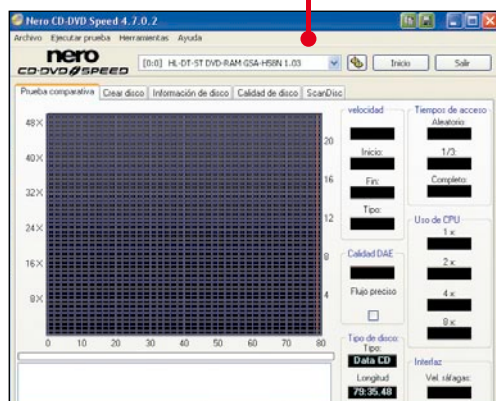 Nero CD-DVD Speed 4.7.0.2
Archivo Ejecutar prueba Herramientas Ayuda
nero
CD·DVD SPEED
[0:0] HL-DT-ST DVD-RAM GSA-H58N 1.03
Inicio
Salir
Prueba comparativa
Crear disco
Información de disco
Calidad de disco
ScanDisc
48X
40X
32X
24X
16X
8X
20
16
12
8
4
0 10 20 30 40 50 60 70 80
velocidad
Inicio:
Fin:
Tipo:
Calidad DAE
Flujo preciso
Tipo de disco:
Tipo:
Data CD
Longitud
79:35.48
Tiempos de acceso
Aleatorio:
1/3:
Completo:
Uso de CPU
1 x:
2 x:
4 x:
8 x:
Interfaz
Vel. ráfagas: